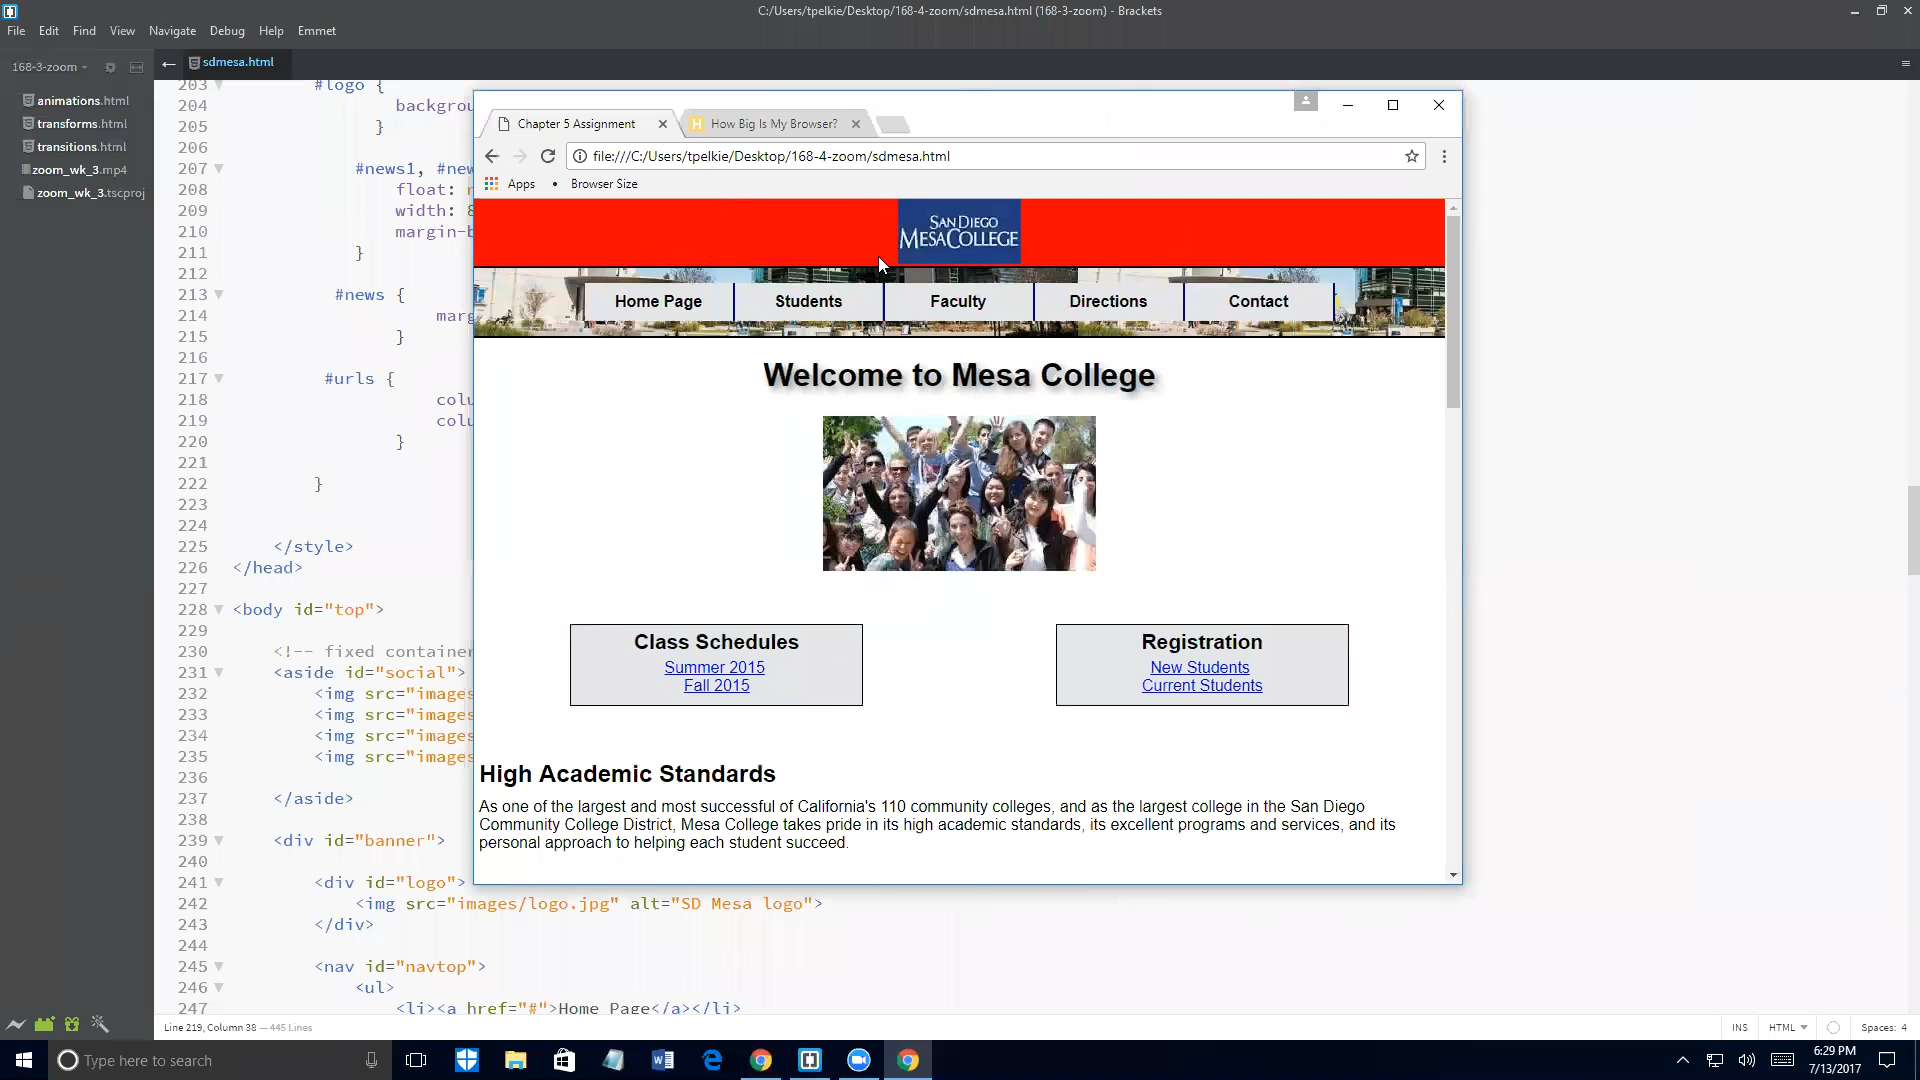 C:/Users/tpelkie/Desktop/168-4-zoom/sdmesa.html (168-3-zoom) - Brackets
File Edit Find View Navigate Debug Help Emmet
168-3-zoom
sdmesa.html
animations.html
transforms.html
transitions.html
zoom_wk_3.mp4
zoom_wk_3.tscproj
203 #logo {
204 backgrou
205 }
206
207 #news1, #new
208 float: r
209 width: 8
210 margin-b
211 }
212
213 #news {
214 marg
215 }
216
217 #urls {
218 colu
219 colu
220 }
221
222 }
223
224
225 </style>
226 </head>
227
228 <body id="top">
229
230 <!-- fixed container
231 <aside id="social">
232 <img src="images
233 <img src="images
234 <img src="images
235 <img src="images
236
237 </aside>
238
239 <div id="banner">
240
241 <div id="logo">
242 <img src="images/logo.jpg" alt="SD Mesa logo">
243 </div>
244
245 <nav id="navtop">
246 <ul>
247 <li><a href="#">Home Page</a></li>
Chapter 5 Assignment
How Big Is My Browser?
file:///C:/Users/tpelkie/Desktop/168-4-zoom/sdmesa.html
Apps • Browser Size
SAN DIEGO
MESACOLLEGE
Home Page Students Faculty Directions Contact
Welcome to Mesa College
Class Schedules
Summer 2015
Fall 2015
Registration
New Students
Current Students
High Academic Standards
As one of the largest and most successful of California's 110 community colleges, and as the largest college in the San Diego
Community College District, Mesa College takes pride in its high academic standards, its excellent programs and services, and its
personal approach to helping each student succeed.
Line 219, Column 38 — 445 Lines
INS HTML Spaces: 4
Type here to search
6:29 PM
7/13/2017